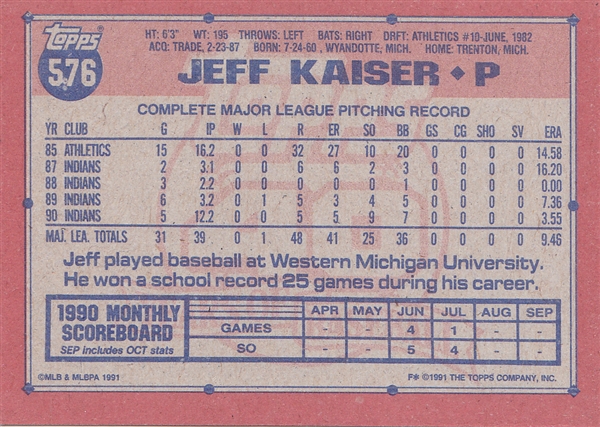 Topps
576
HT: 6'3" WT: 195 THROWS: LEFT BATS: RIGHT DRFT: ATHLETICS #10-JUNE, 1982
ACQ: TRADE, 2-23-87 BORN: 7-24-60, WYANDOTTE, MICH. HOME: TRENTON, MICH.
JEFF KAISER ◆ P
COMPLETE MAJOR LEAGUE PITCHING RECORD
YR CLUB G IP W L R ER SO BB GS CG SHO SV ERA
85 ATHLETICS 15 16.2 0 0 32 27 10 20 0 0 0 0 14.58
87 INDIANS 2 3.1 0 0 6 6 2 3 0 0 0 0 16.20
88 INDIANS 3 2.2 0 0 0 0 0 1 0 0 0 0 0.00
89 INDIANS 6 3.2 0 1 5 3 4 5 0 0 0 0 7.36
90 INDIANS 5 12.2 0 0 5 5 9 7 0 0 0 0 3.55
MAJ. LEA. TOTALS 31 39 0 1 48 41 25 36 0 0 0 0 9.46
Jeff played baseball at Western Michigan University.
He won a school record 25 games during his career.
1990 MONTHLY
SCOREBOARD
SEP includes OCT stats
APR MAY JUN JUL AUG SEP
GAMES - - 4 1 - -
SO - - 5 4 - -
©MLB & MLBPA 1991
F✻ ©1991 THE TOPPS COMPANY, INC.